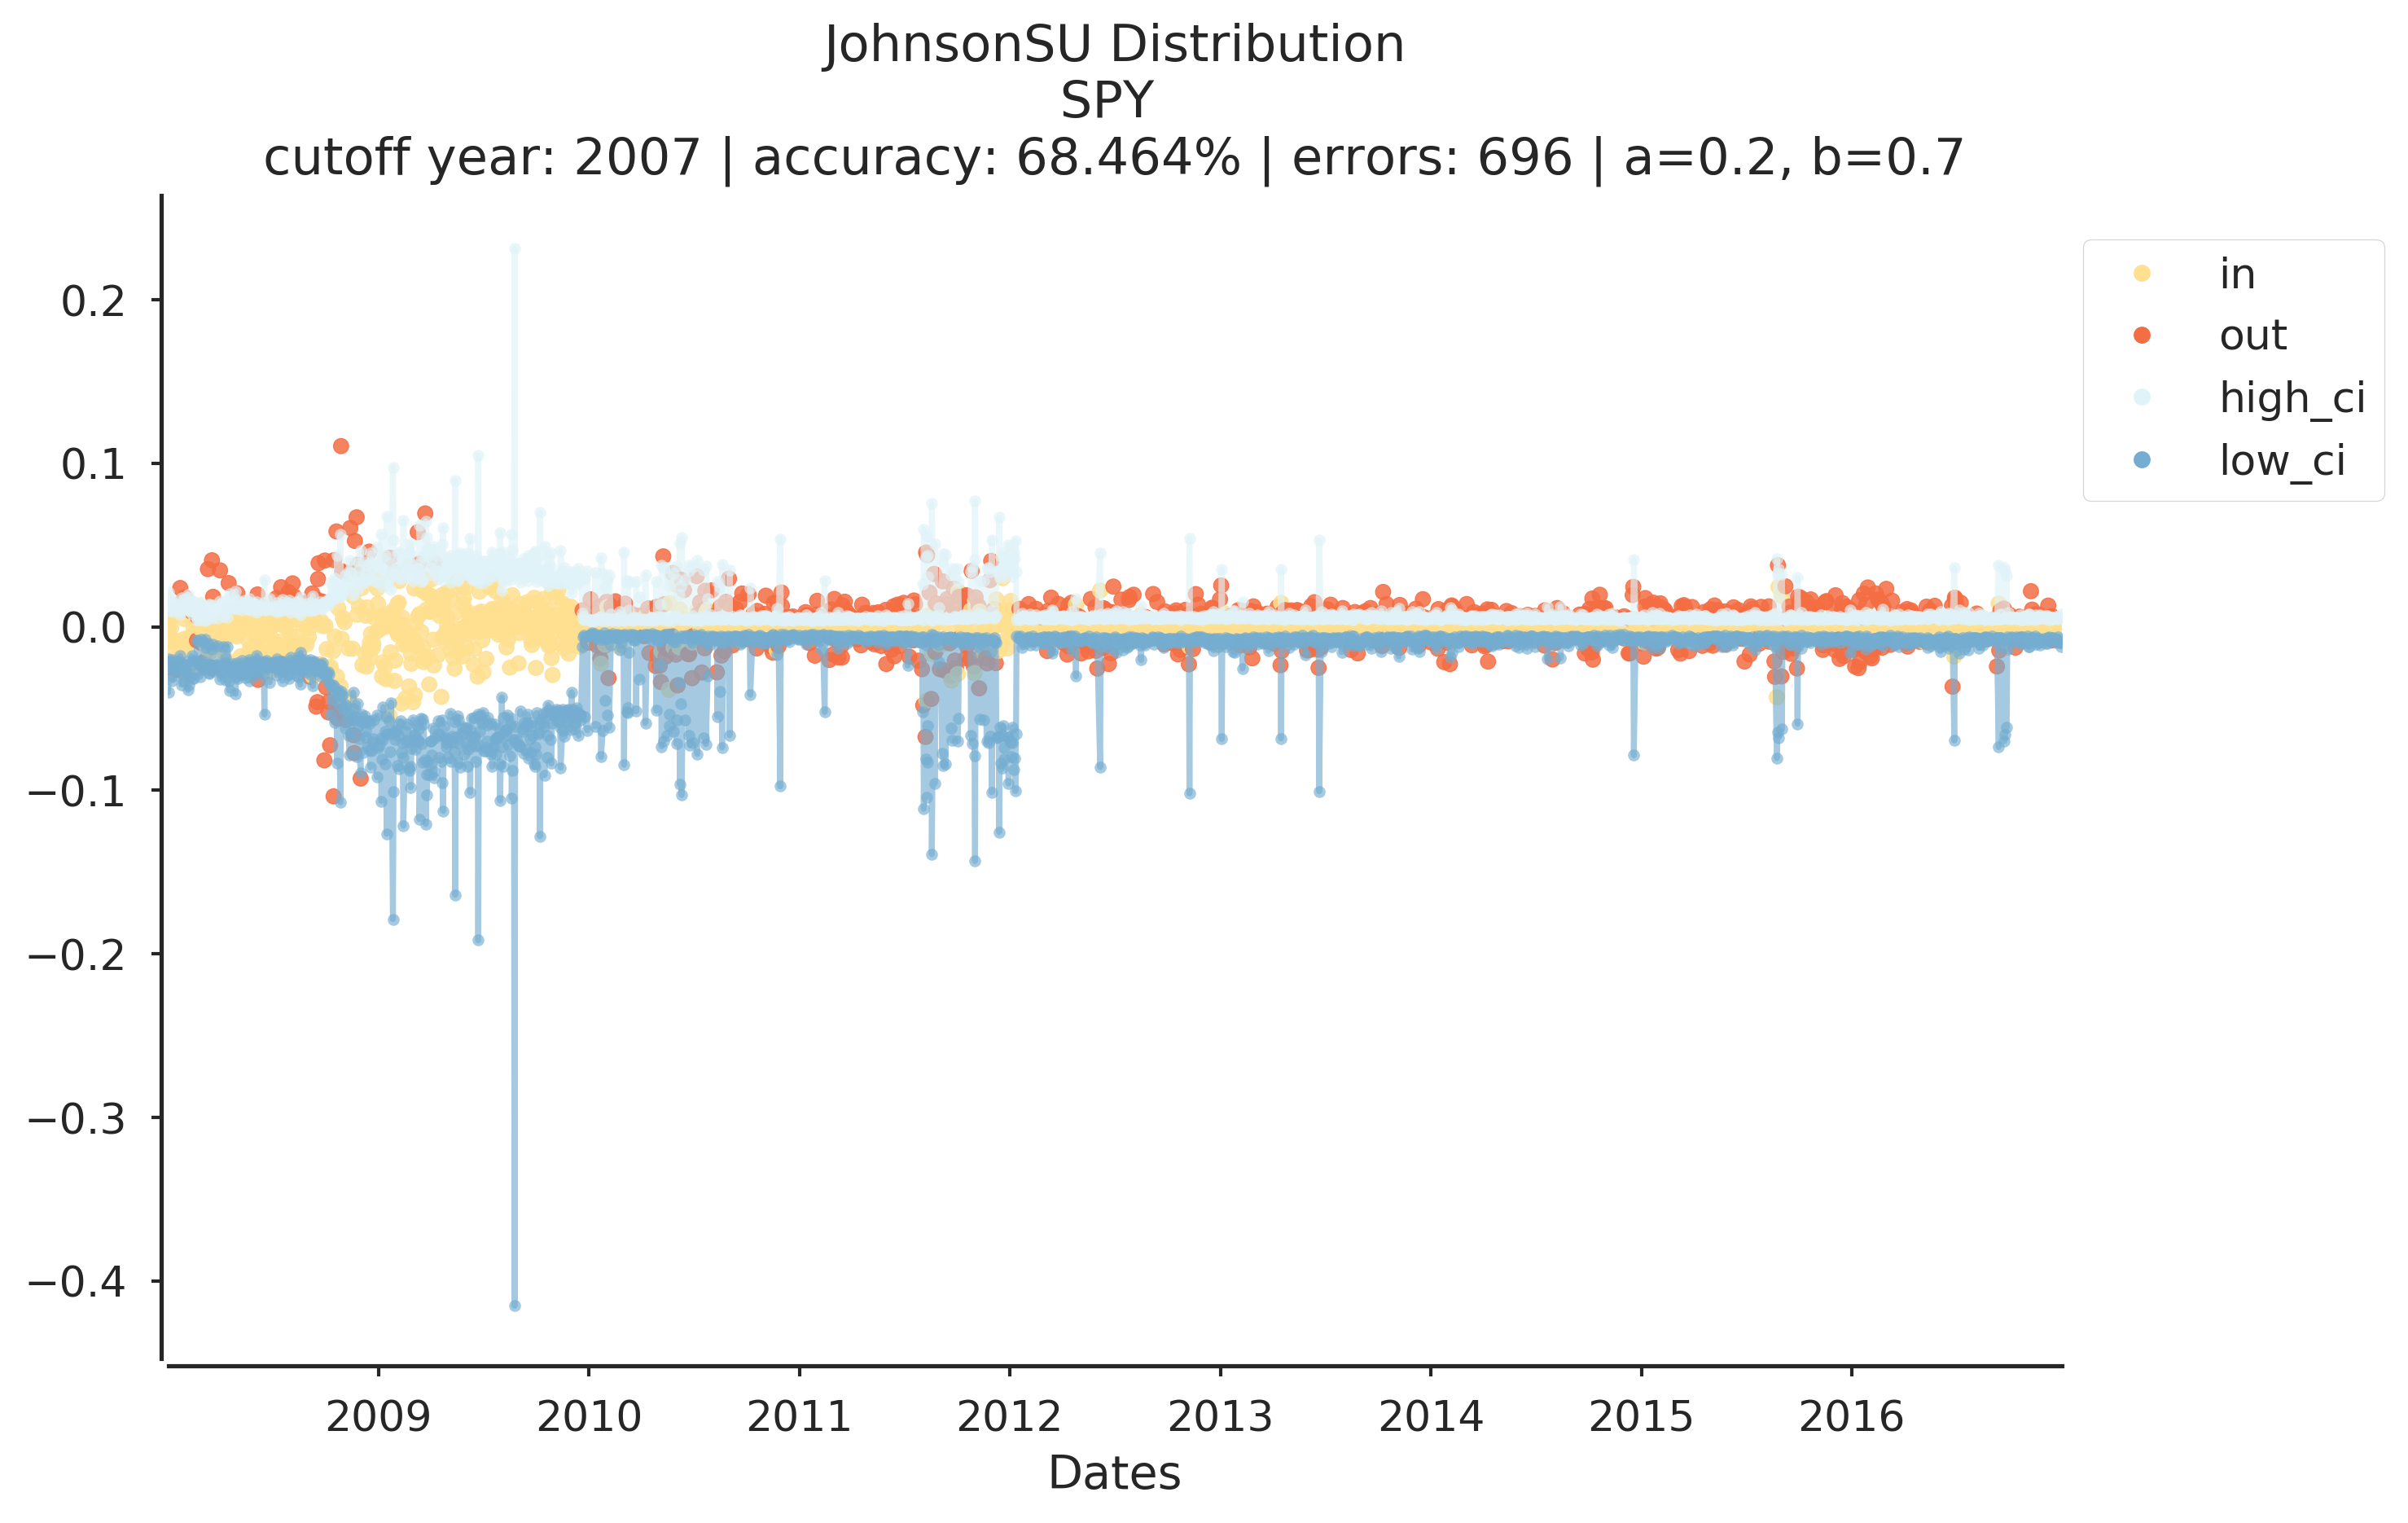 JohnsonSU Distribution
SPY
cutoff year: 2007 | accuracy: 68.464% | errors: 696 | a=0.2, b=0.7
in
out
high_ci
low_ci
0.2
0.1
0.0
−0.1
−0.2
−0.3
−0.4
2009 2010 2011 2012 2013 2014 2015 2016
Dates